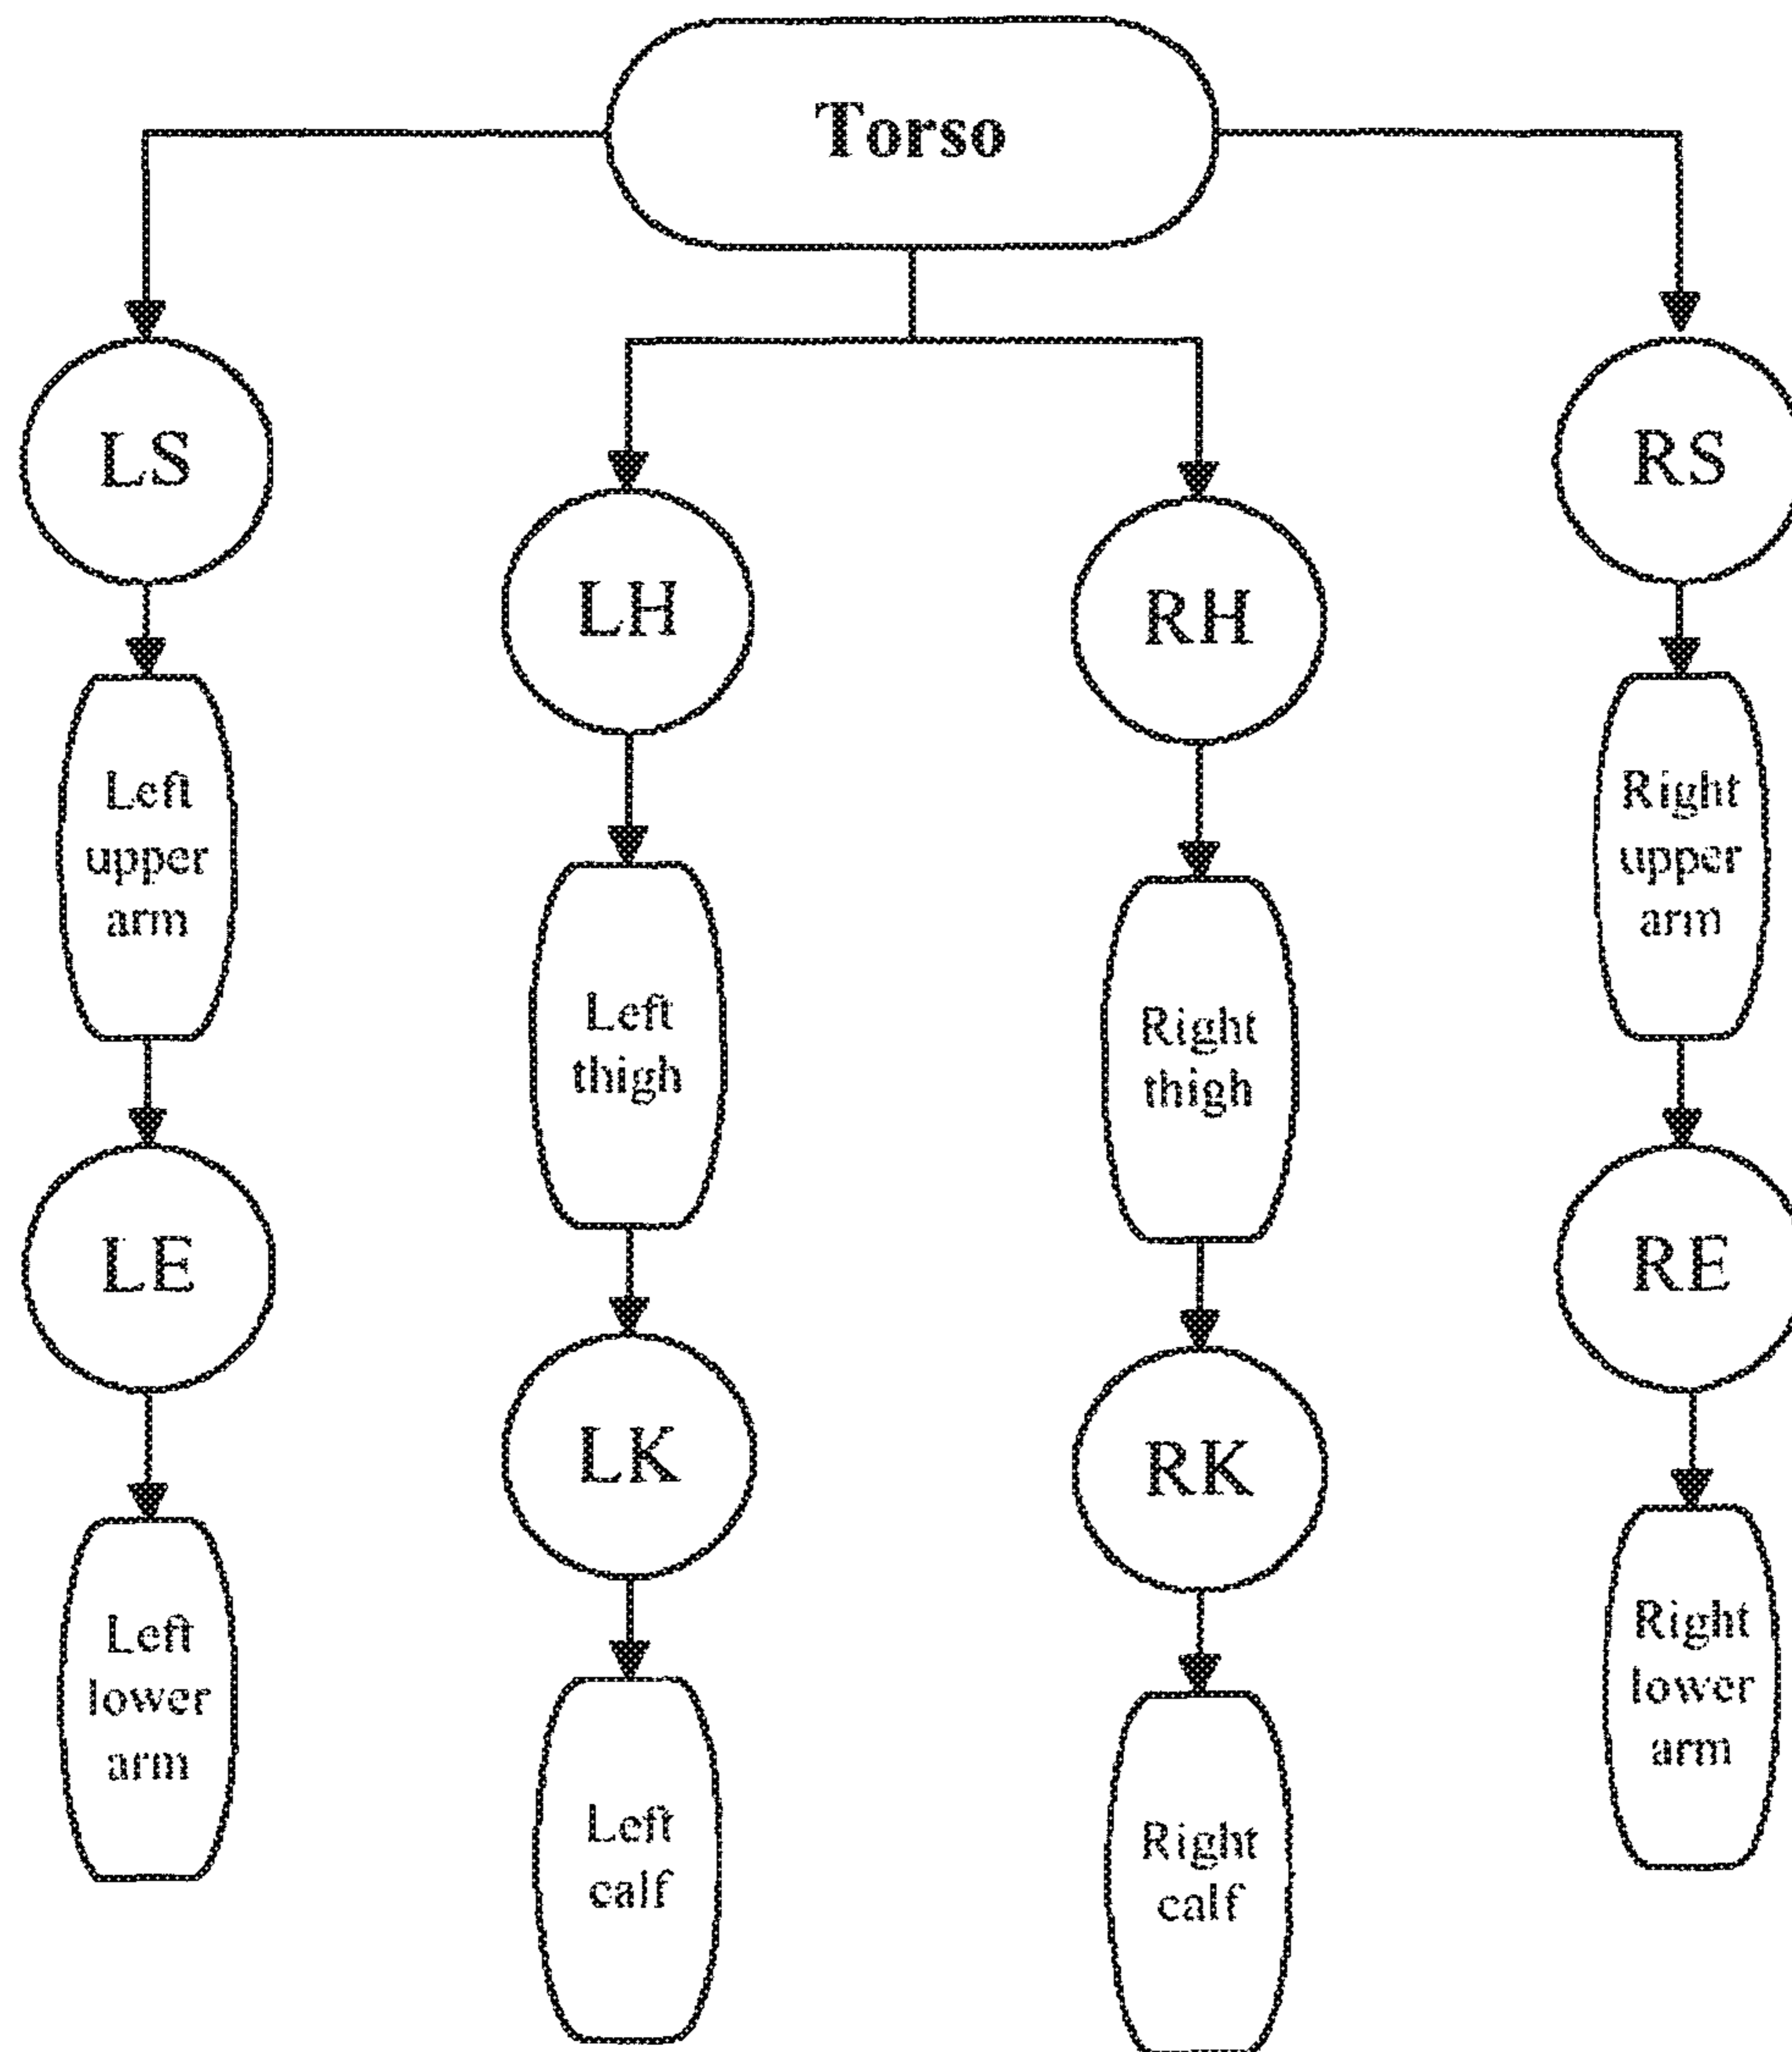 Torso
LS
RS
LH
RH
Left
upper
arm
Right
upper
arm
Left
thigh
Right
thigh
LE
RE
LK
RK
Left
lower
arm
Right
lower
arm
Left
calf
Right
calf